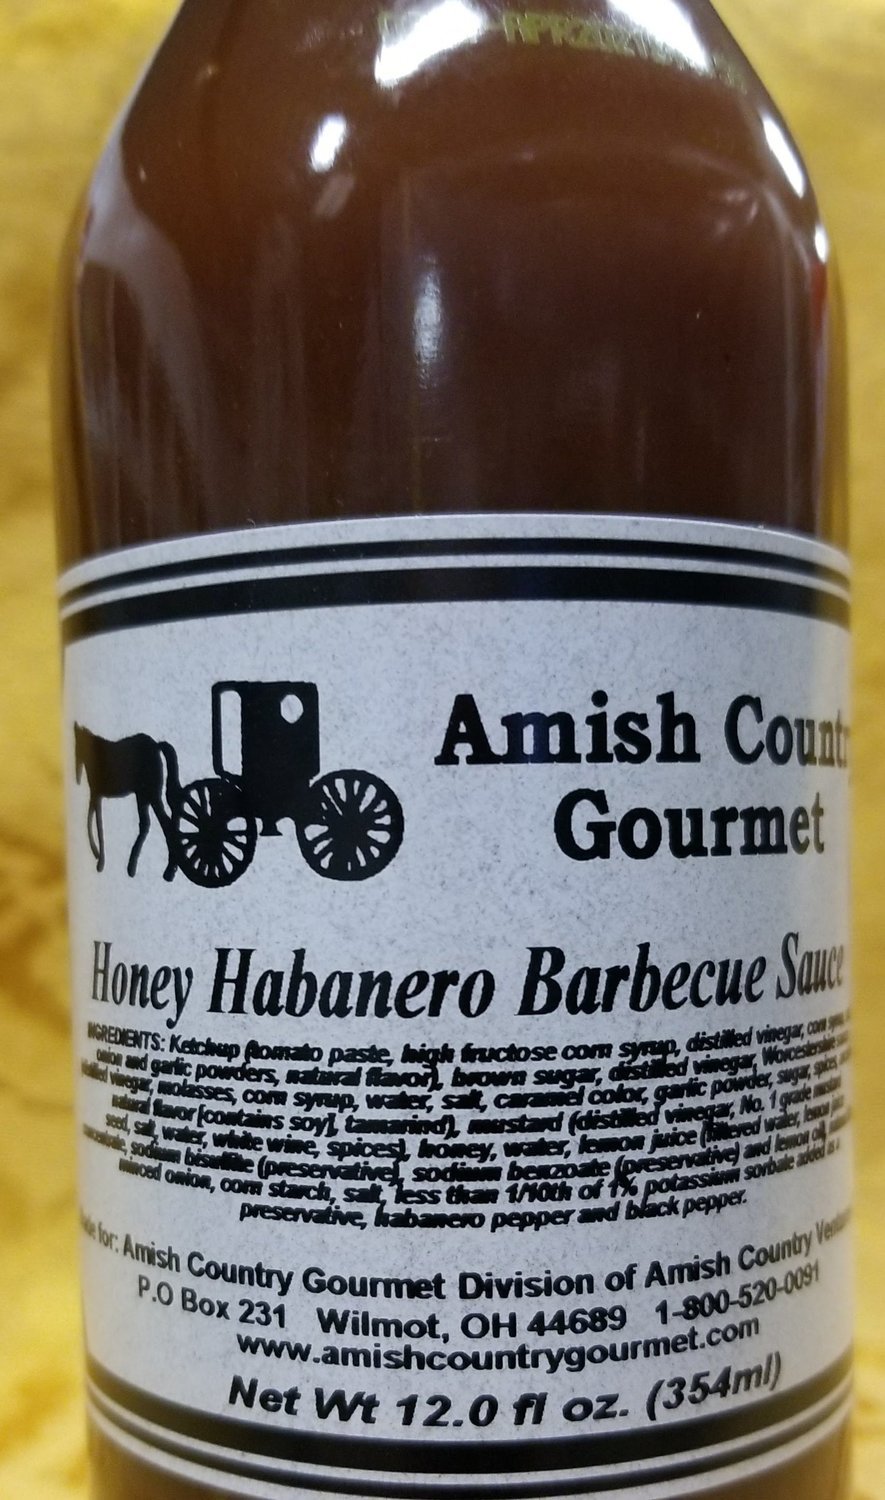 APR2021
Amish Countr
Gourmet
Honey Habanero Barbecue Sauce
INGREDIENTS: Ketchup (tomato paste, high fructose corn syrup, distilled vinegar, corn syrup,
onion and garlic powders, natural flavor), brown sugar, distilled vinegar, Worcestershire
distilled vinegar, molasses, corn syrup, water, salt, caramel color, garlic powder, sugar, spices,
natural flavor [contains soy], tamarind), mustard (distilled vinegar, No. 1 grade mustard
seed, salt, water, white wine, spices], honey, water, lemon juice (filtered water, lemon juice
concentrate, sodium bisulfite (preservative), sodium benzoate (preservative) and lemon oil),
minced onion, corn starch, salt, less than 1/10th of 1% potassium sorbate added as a
preservative, habanero pepper and black pepper.
for: Amish Country Gourmet Division of Amish Country
P.O Box 231 Wilmot, OH 44689 1-800-520-0091
www.amishcountrygourmet.com
Net Wt 12.0 fl oz. (354ml)